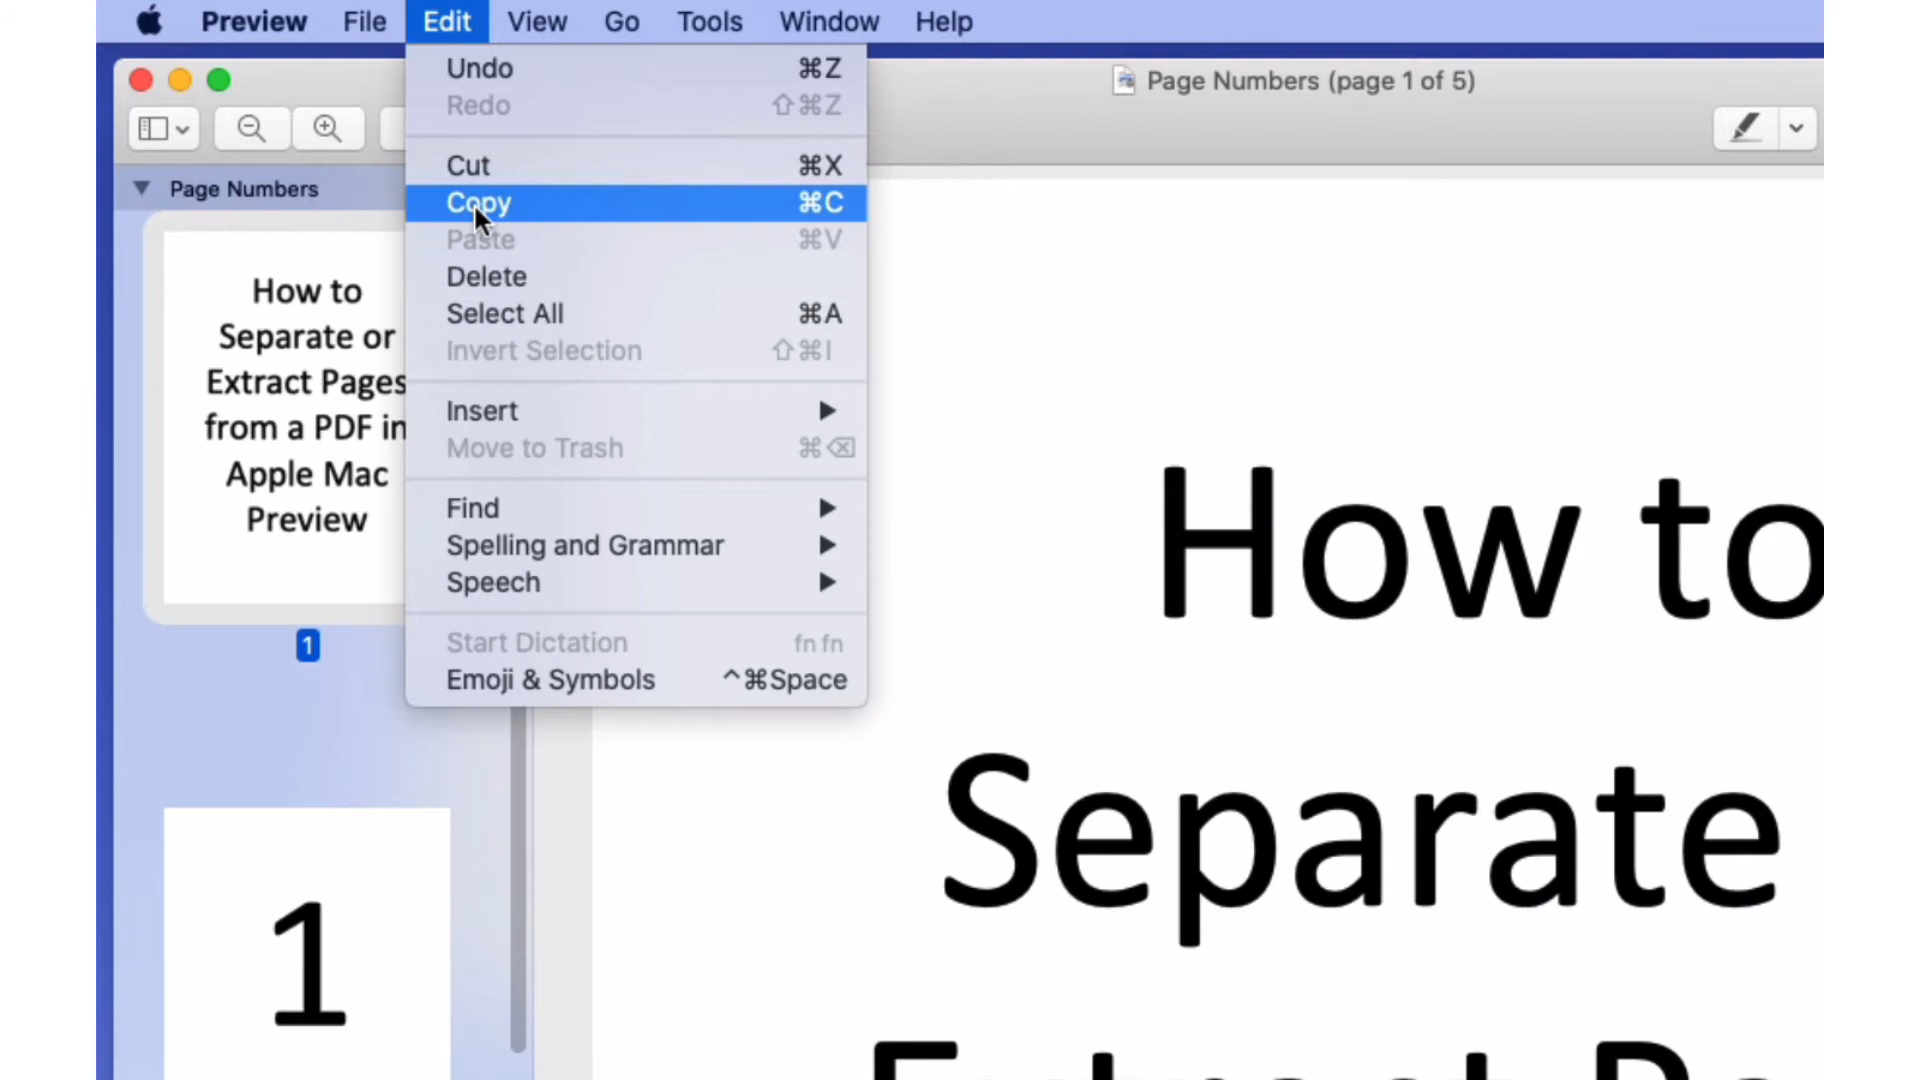 Preview File Edit View Go Tools Window Help
Page Numbers (page 1 of 5)
Undo ⌘Z
Redo ⇧⌘Z
Cut ⌘X
Copy ⌘C
Paste ⌘V
Delete
Select All ⌘A
Invert Selection ⇧⌘I
Insert ▶
Move to Trash ⌘⌫
Find ▶
Spelling and Grammar ▶
Speech ▶
Start Dictation fn fn
Emoji & Symbols ^⌘Space
Page Numbers
How to
Separate or
Extract Pages
from a PDF in
Apple Mac
Preview
1
1
How to
Separate